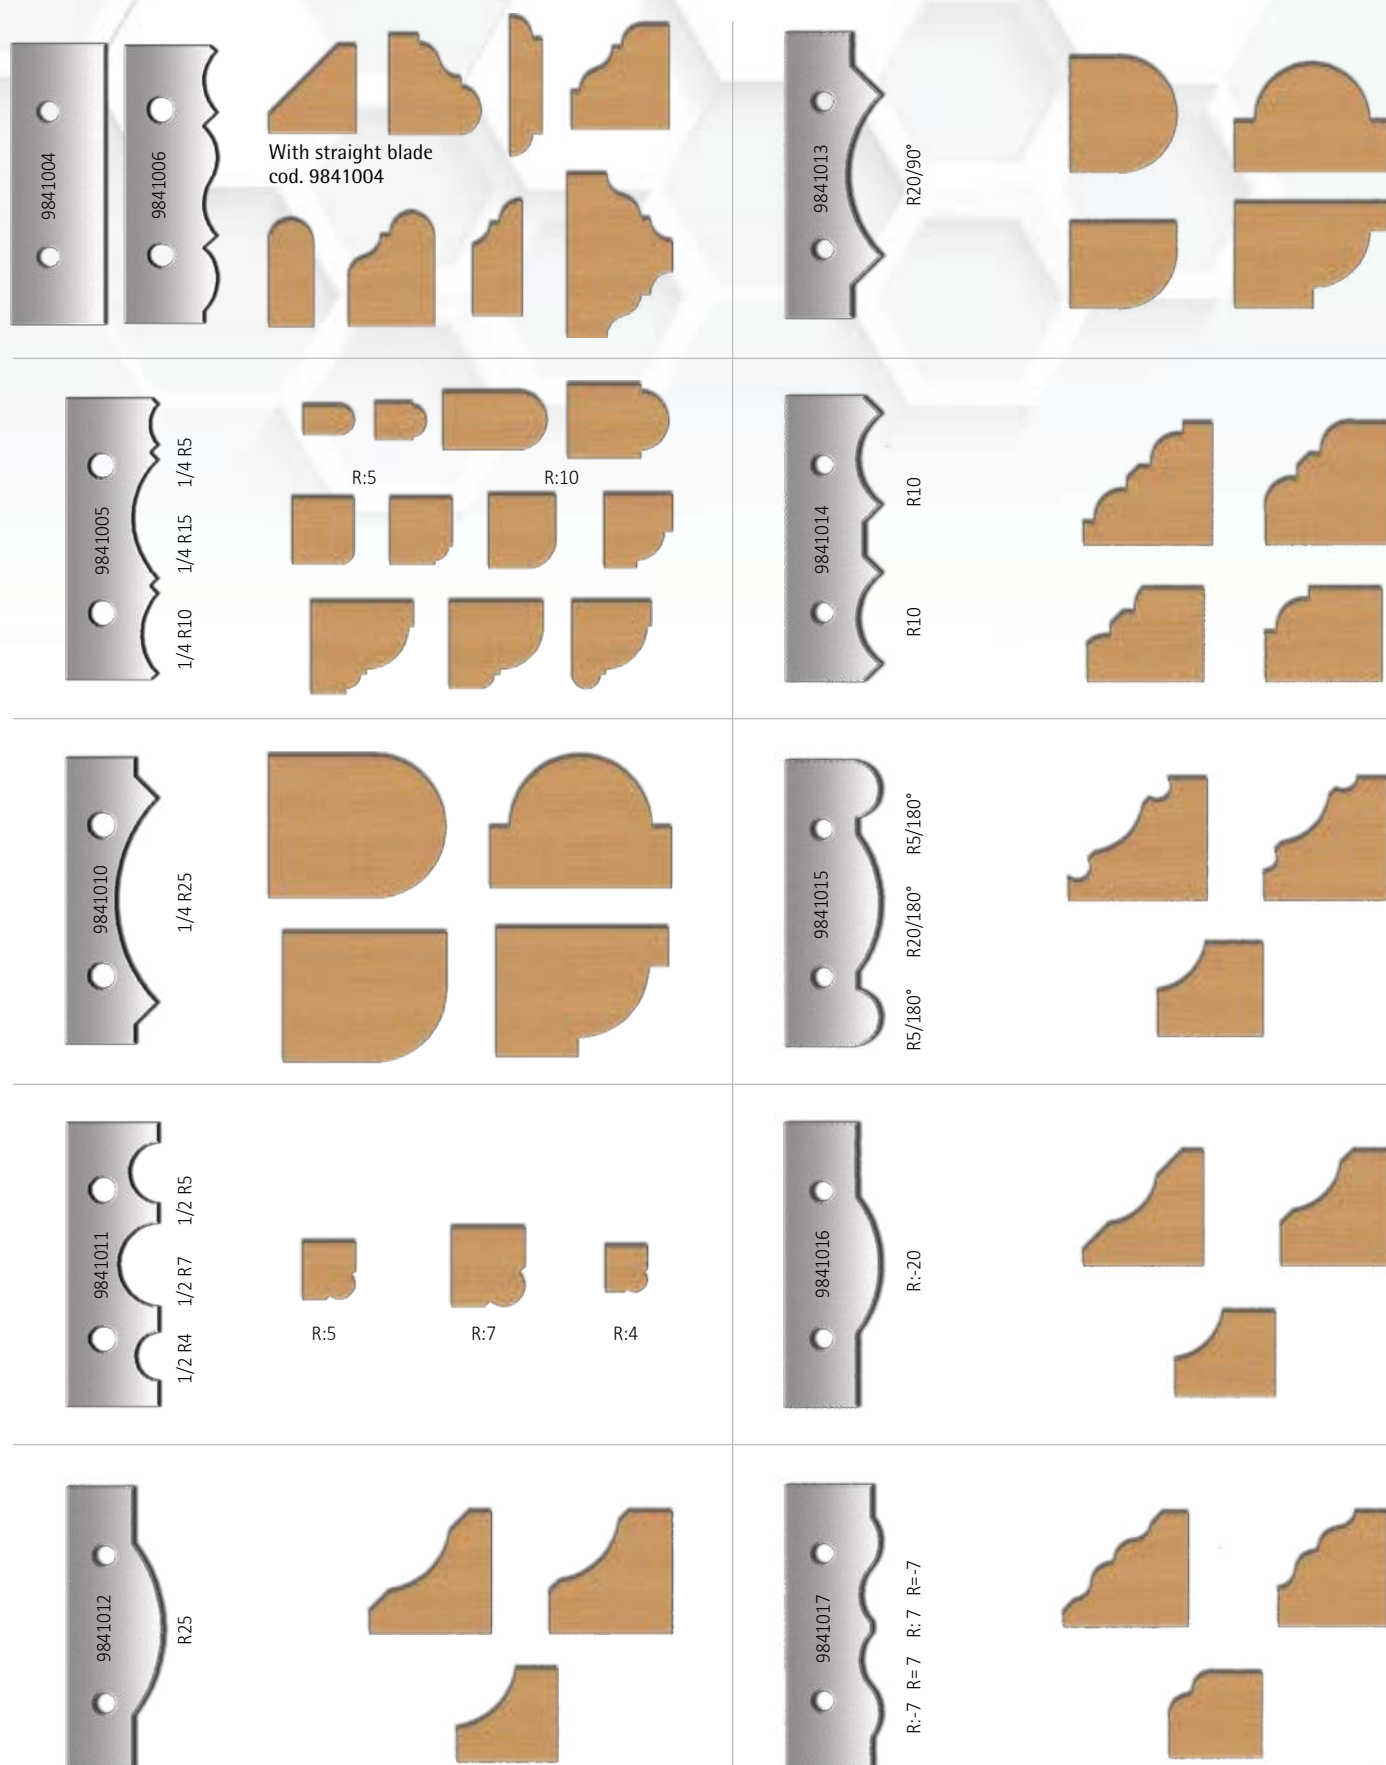 9841004
9841006
With straight blade
cod. 9841004
9841013
R20/90°
9841005
1/4 R5
1/4 R15
1/4 R10
R:5
R:10
9841014
R10
R10
9841010
1/4 R25
9841015
R5/180°
R20/180°
R5/180°
9841011
1/2 R5
1/2 R7
1/2 R4
R:5
R:7
R:4
9841016
R:-20
9841012
R25
9841017
R:-7 R= 7 R: 7 R=-7